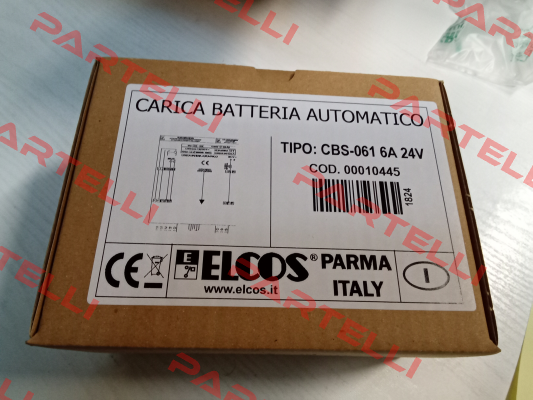 CARICA BATTERIA AUTOMATICO
TIPO: CBS-061 6A 24V
COD. 00010445
1824
CE
E
ELCOS®
www.elcos.it
PARMA
ITALY
I
PARTELLI
PARTELLI
PARTELLI
PARTELLI
PARTELLI